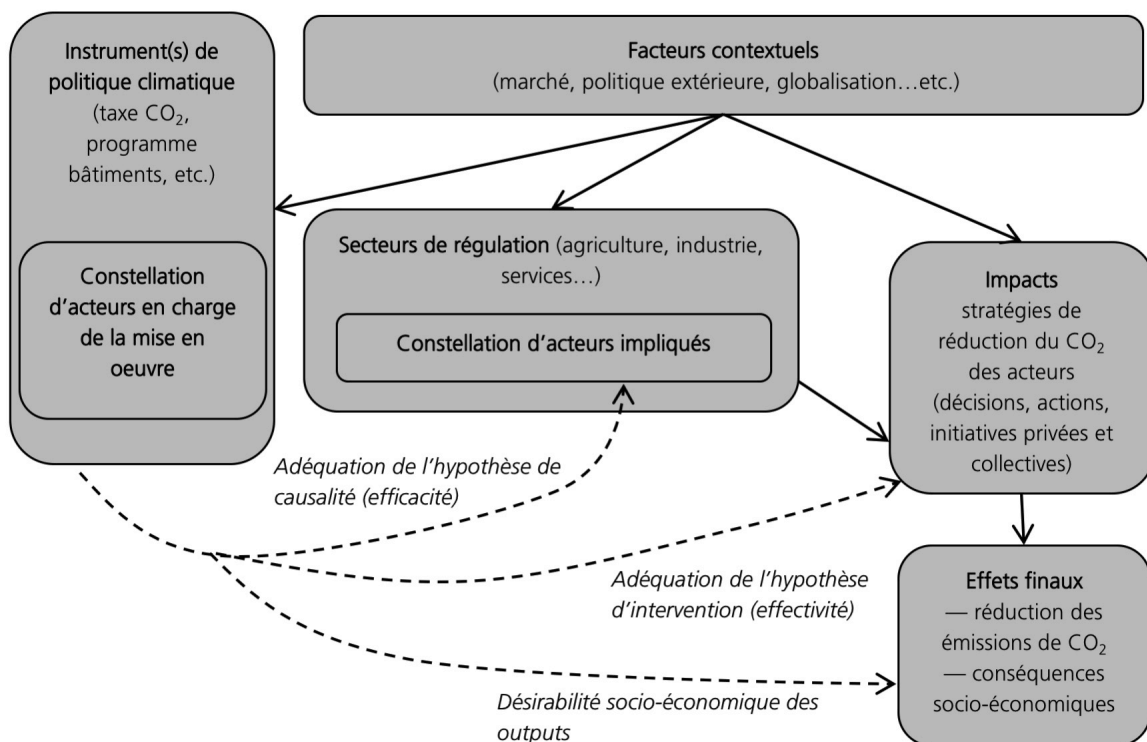 Instrument(s) de
politique climatique
(taxe CO₂,
programme
bâtiments, etc.)
Constellation
d’acteurs en charge
de la mise en
oeuvre
Facteurs contextuels
(marché, politique extérieure, globalisation…etc.)
Secteurs de régulation (agriculture, industrie,
services…)
Constellation d’acteurs impliqués
Impacts
stratégies de
réduction du CO₂
des acteurs
(décisions, actions,
initiatives privées et
collectives)
Adéquation de l’hypothèse de
causalité (efficacité)
Adéquation de l’hypothèse
d’intervention (effectivité)
Effets finaux
— réduction des
émissions de CO₂
— conséquences
socio-économiques
Désirabilité socio-économique des
outputs